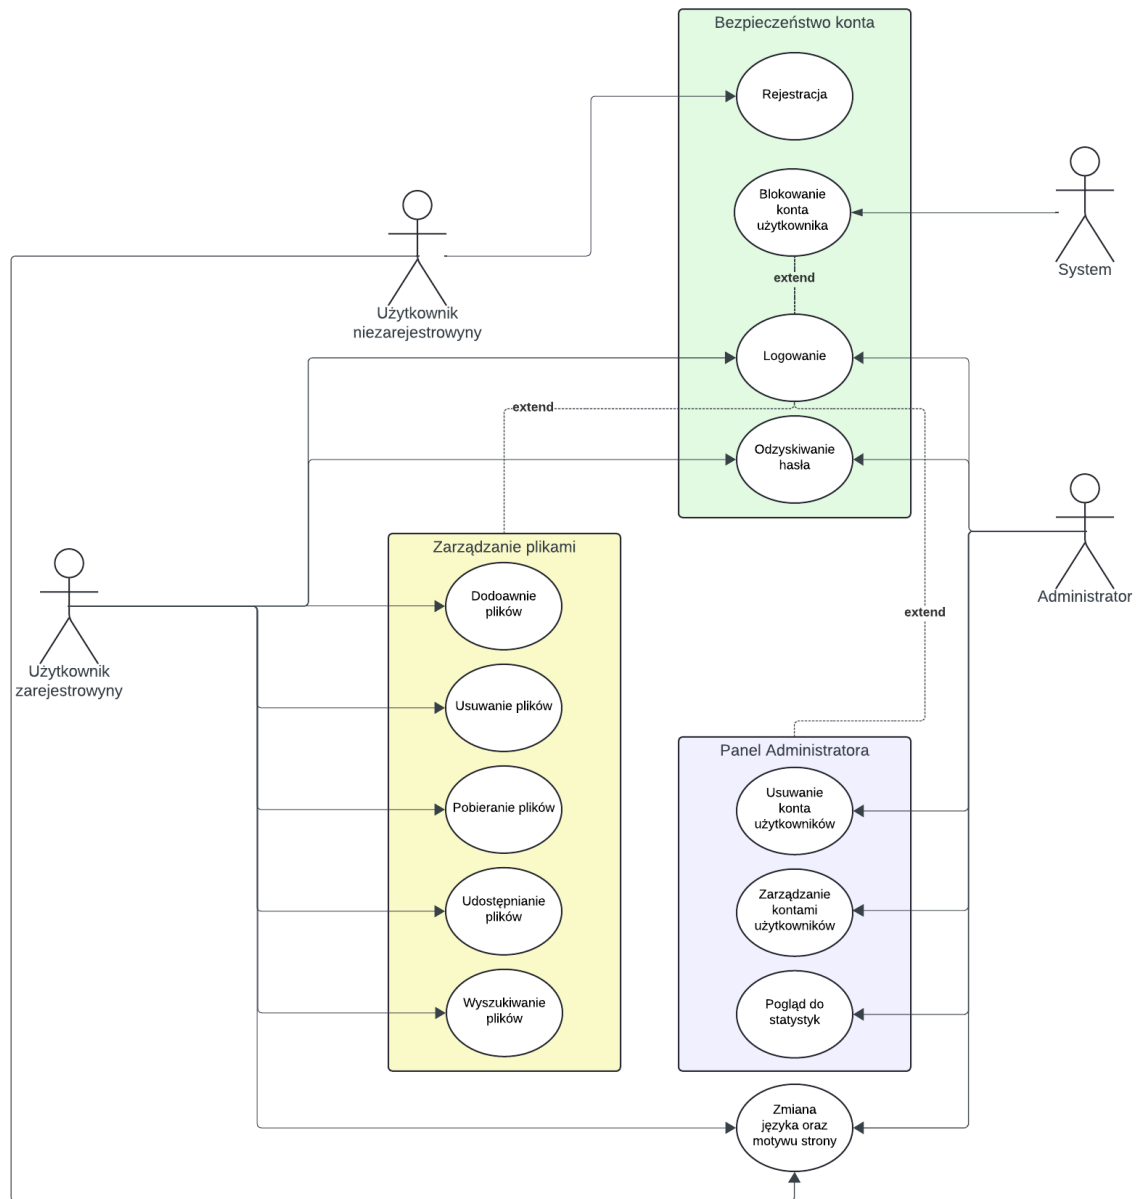 Bezpieczeństwo konta
Rejestracja
Blokowanie
konta
użytkownika
extend
System
Użytkownik
niezarejestrowyny
Logowanie
extend
Odzyskiwanie
hasła
Administrator
Użytkownik
zarejestrowyny
Zarządzanie plikami
Dodoawnie
plików
Usuwanie plików
Pobieranie plików
Udostępnianie
plików
Wyszukiwanie
plików
extend
Panel Administratora
Usuwanie
konta
użytkowników
Zarządzanie
kontami
użytkowników
Pogląd do
statystyk
Zmiana
języka oraz
motywu strony